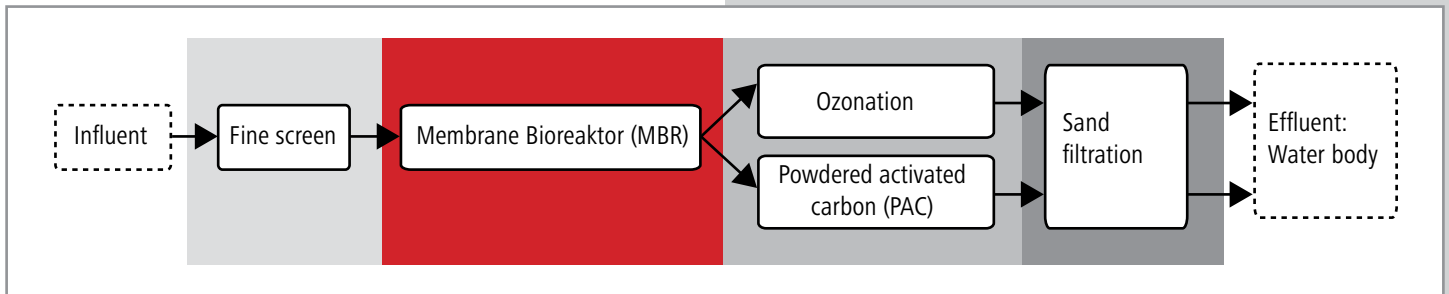 Influent
Fine screen
Membrane Bioreaktor (MBR)
Ozonation
Powdered activated
carbon (PAC)
Sand
filtration
Effluent:
Water body